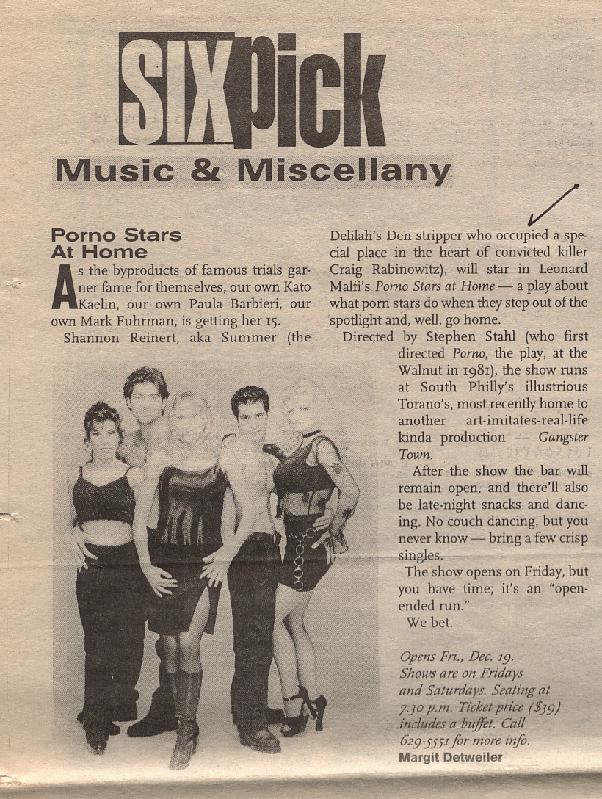 SIXpick
Music & Miscellany
Porno Stars
At Home
As the byproducts of famous trials gar-
ner fame for themselves, our own Kato
Kaelin, our own Paula Barbieri, our
own Mark Fuhrman, is getting her 15.
Shannon Reinert, aka Summer (the
Delilah's Den stripper who occupied a spe-
cial place in the heart of convicted killer
Craig Rabinowitz), will star in Leonard
Malfi's Porno Stars at Home — a play about
what porn stars do when they step out of the
spotlight and, well, go home.
Directed by Stephen Stahl (who first
directed Porno, the play, at the
Walnut in 1981), the show runs
at South Philly's illustrious
Torano's, most recently home to
another art-imitates-real-life
kinda production — Gangster
Town.
After the show the bar will
remain open, and there'll also
be late-night snacks and danc-
ing. No couch dancing, but you
never know — bring a few crisp
singles.
The show opens on Friday, but
you have time; it's an "open-
ended run."
We bet.
Opens Fri., Dec. 19.
Shows are on Fridays
and Saturdays. Seating at
7:30 p.m. Ticket price ($39)
includes a buffet. Call
629-5551 for more info.
Margit Detweiler